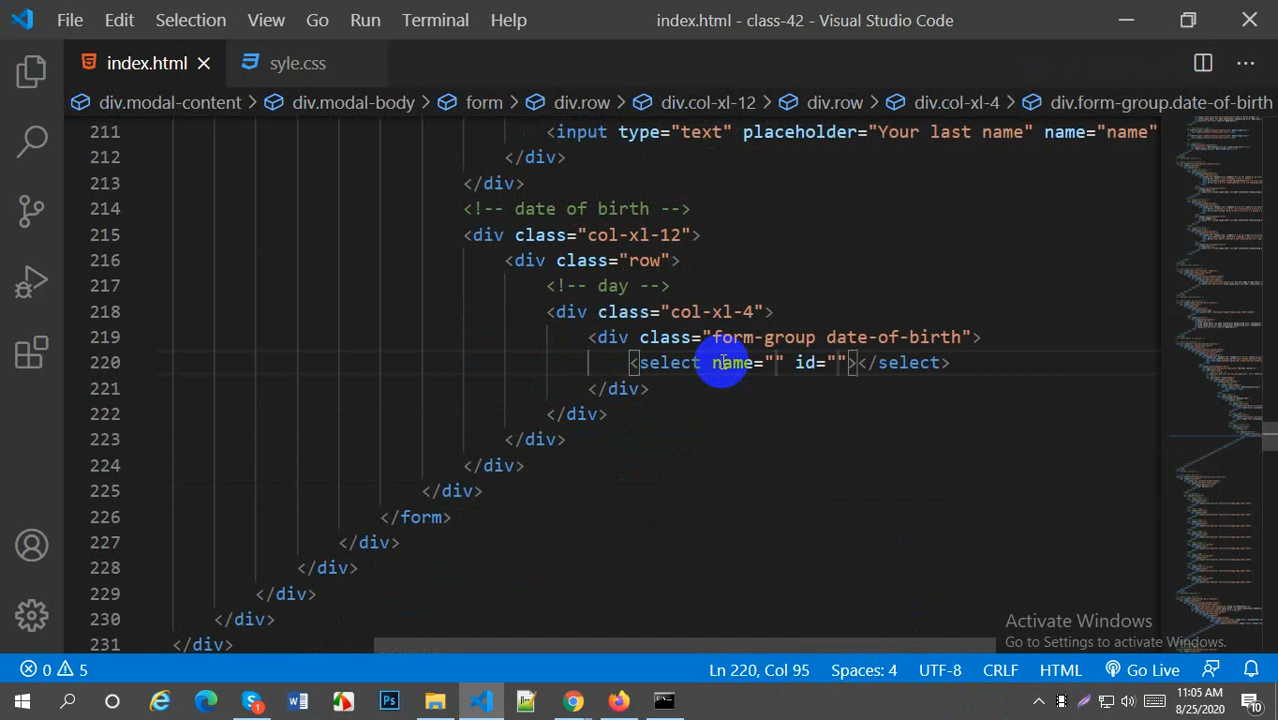 File Edit Selection View Go Run Terminal Help index.html - class-42 - Visual Studio Code
index.html syle.css
div.modal-content div.modal-body form div.row div.col-xl-12 div.row div.col-xl-4 div.form-group.date-of-birth
211 <input type="text" placeholder="Your last name" name="name"
212 </div>
213 </div>
214 <!-- date of birth -->
215 <div class="col-xl-12">
216 <div class="row">
217 <!-- day -->
218 <div class="col-xl-4">
219 <div class="form-group date-of-birth">
220 <select name="" id=""></select>
221 </div>
222 </div>
223 </div>
224 </div>
225 </div>
226 </form>
227 </div>
228 </div>
229 </div>
230 </div>
231 </div>
Activate Windows
Go to Settings to activate Windows.
0 5 Ln 220, Col 95 Spaces: 4 UTF-8 CRLF HTML Go Live
11:05 AM
8/25/2020
10